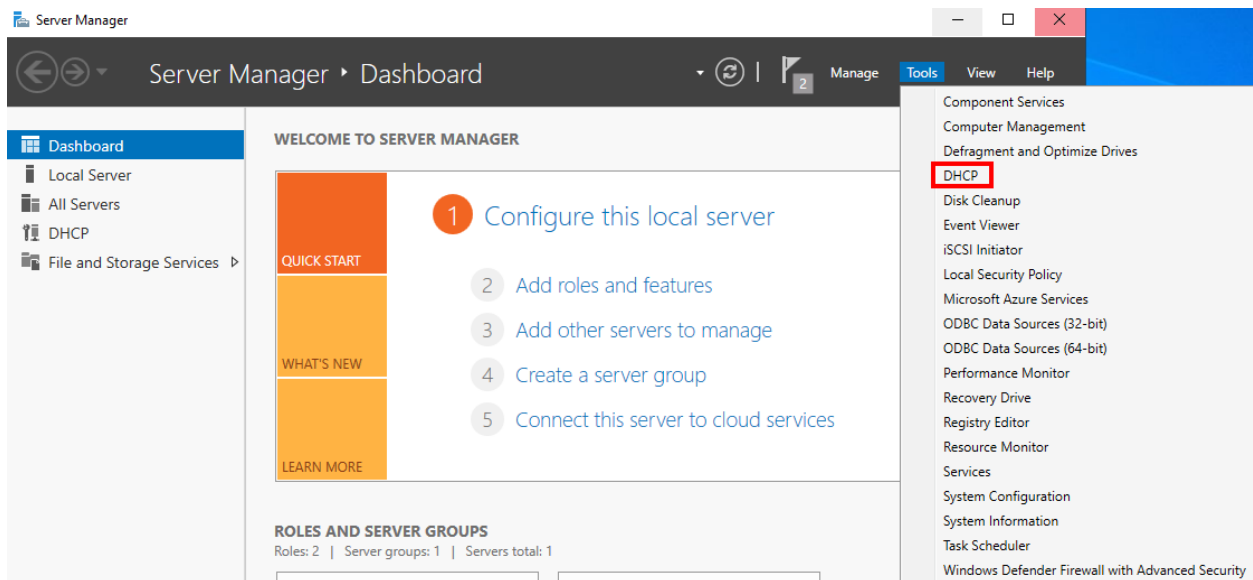 Server Manager
Server Manager ‣ Dashboard
2
Manage
Tools
View
Help
Dashboard
Local Server
All Servers
DHCP
File and Storage Services
WELCOME TO SERVER MANAGER
QUICK START
WHAT'S NEW
LEARN MORE
1 Configure this local server
2 Add roles and features
3 Add other servers to manage
4 Create a server group
5 Connect this server to cloud services
ROLES AND SERVER GROUPS
Roles: 2 | Server groups: 1 | Servers total: 1
Component Services
Computer Management
Defragment and Optimize Drives
DHCP
Disk Cleanup
Event Viewer
iSCSI Initiator
Local Security Policy
Microsoft Azure Services
ODBC Data Sources (32-bit)
ODBC Data Sources (64-bit)
Performance Monitor
Recovery Drive
Registry Editor
Resource Monitor
Services
System Configuration
System Information
Task Scheduler
Windows Defender Firewall with Advanced Security